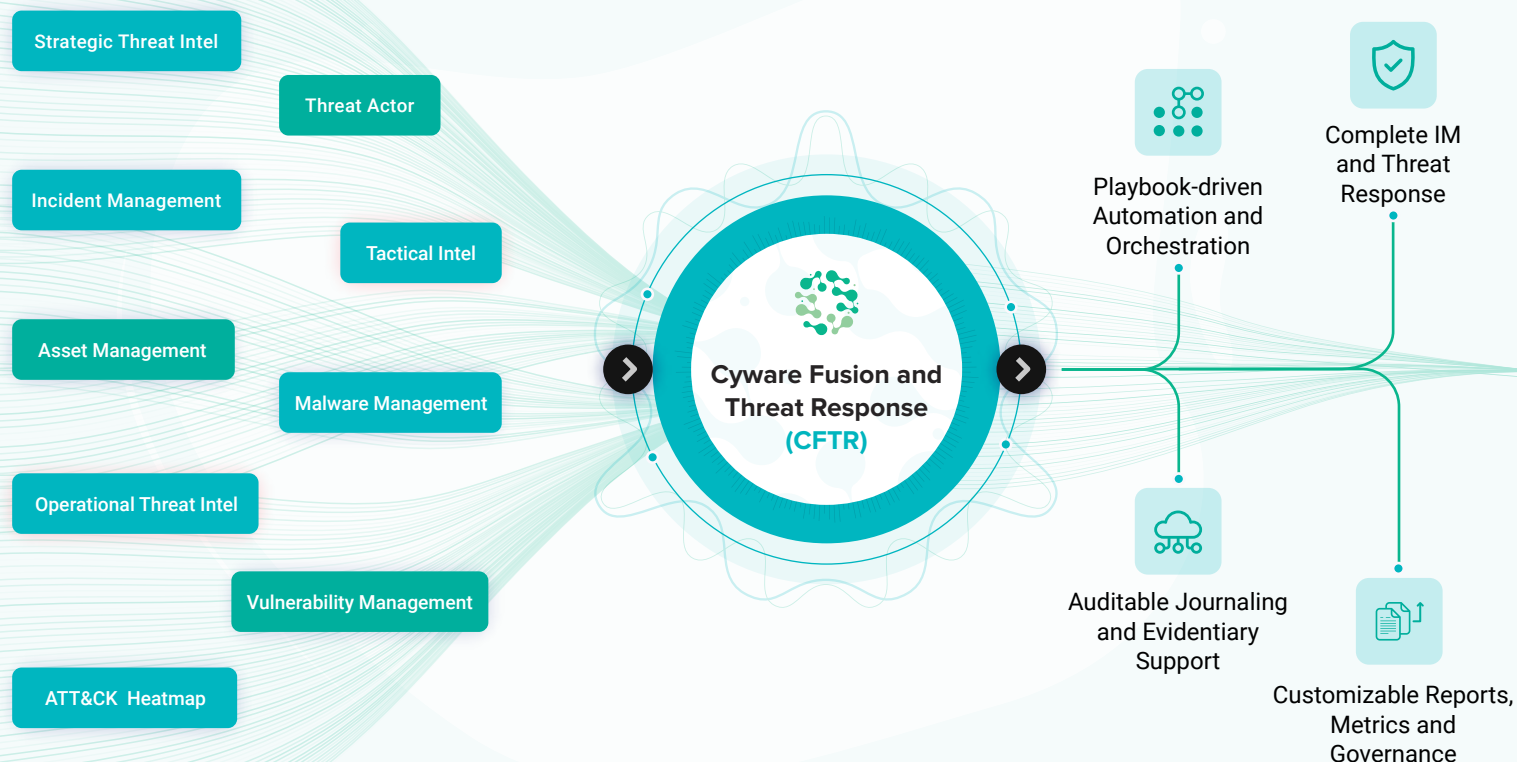 Strategic Threat Intel
Threat Actor
Incident Management
Tactical Intel
Asset Management
Malware Management
Operational Threat Intel
Vulnerability Management
ATT&CK Heatmap
Cyware Fusion and
Threat Response
(CFTR)
Playbook-driven
Automation and
Orchestration
Complete IM
and Threat
Response
Auditable Journaling
and Evidentiary
Support
Customizable Reports,
Metrics and
Governance